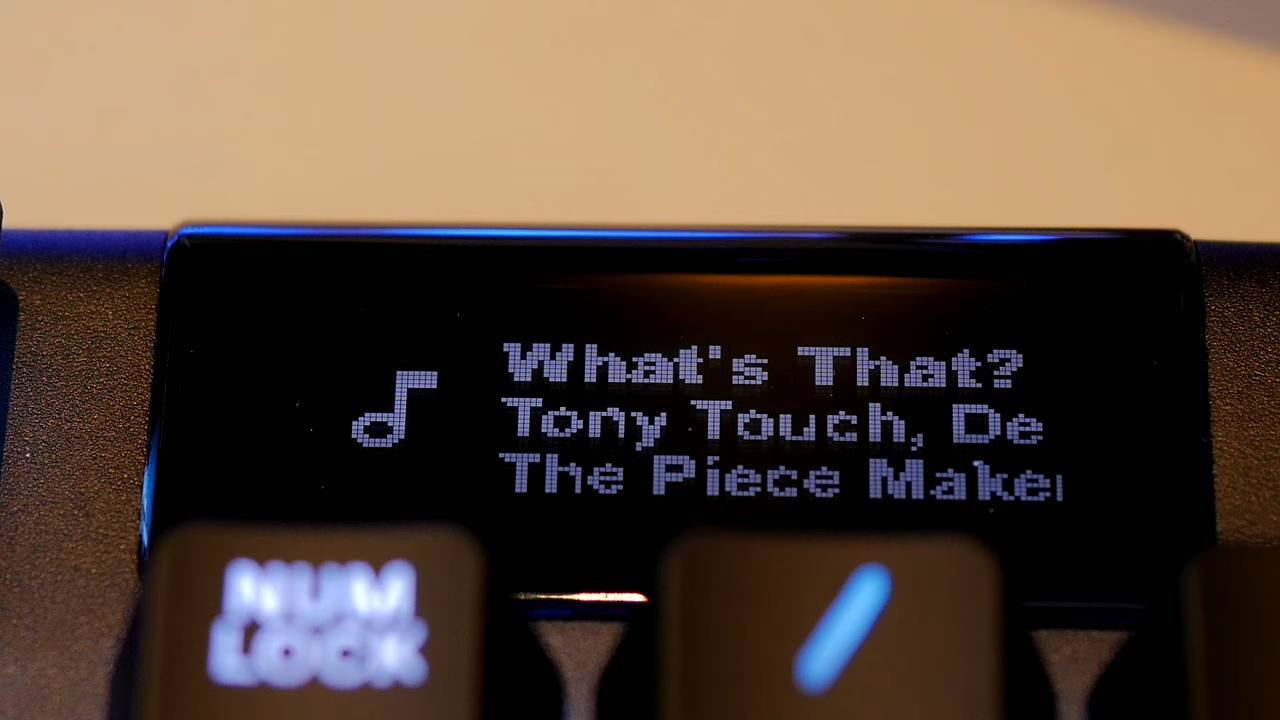 What's That?
Tony Touch, De
The Piece Make
NUM
LOCK
/